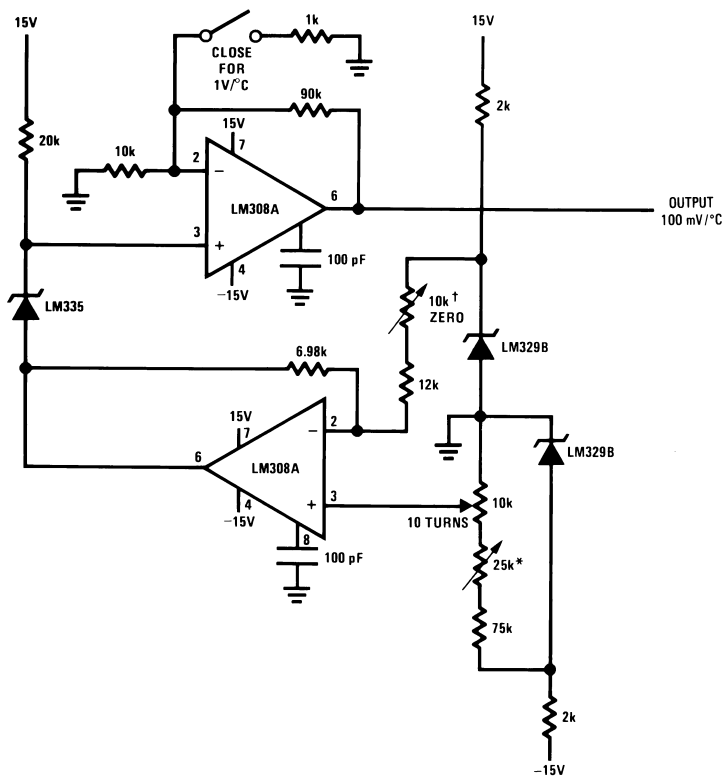 15V
1k
15V
CLOSE
FOR
1V/°C
90k
2k
20k
15V
7
10k
2
−
LM308A
6
OUTPUT
100 mV/°C
3
+
4
100 pF
−15V
10k†
ZERO
LM335
LM329B
6.98k
12k
15V
7
2
−
6
LM308A
LM329B
+
3
10k
4
−15V
10 TURNS
8
100 pF
25k*
75k
2k
−15V